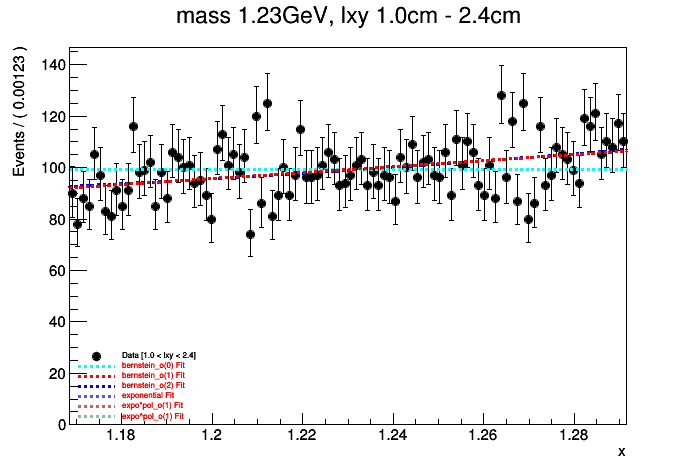 mass 1.23GeV, lxy 1.0cm - 2.4cm
Events / ( 0.00123 )
140
120
100
80
60
40
20
0
Data [1.0 < lxy < 2.4]
bernstein_o(0) Fit
bernstein_o(1) Fit
bernstein_o(2) Fit
exponential Fit
expo*pol_o(1) Fit
expo*pol_o(1) Fit
1.18 1.2 1.22 1.24 1.26 1.28
x